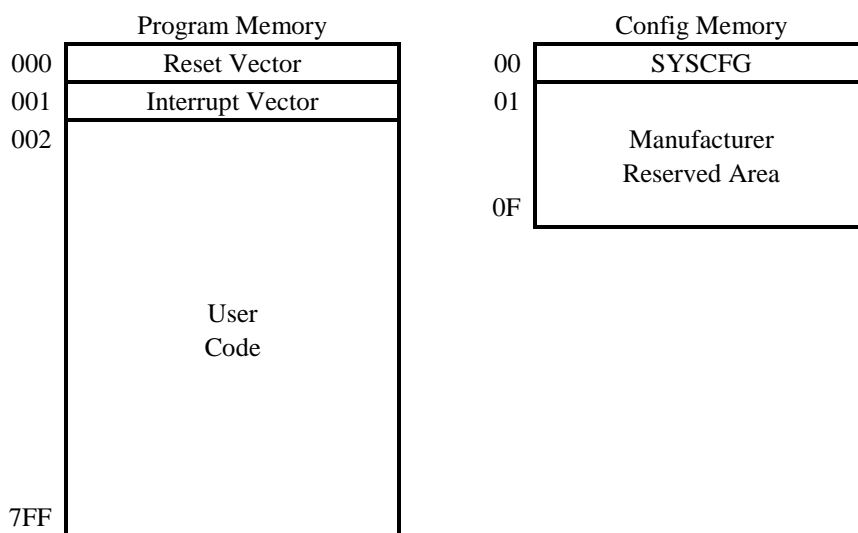 Program Memory
000 Reset Vector
001 Interrupt Vector
002
User
Code
7FF
Config Memory
00 SYSCFG
01
Manufacturer
Reserved Area
0F